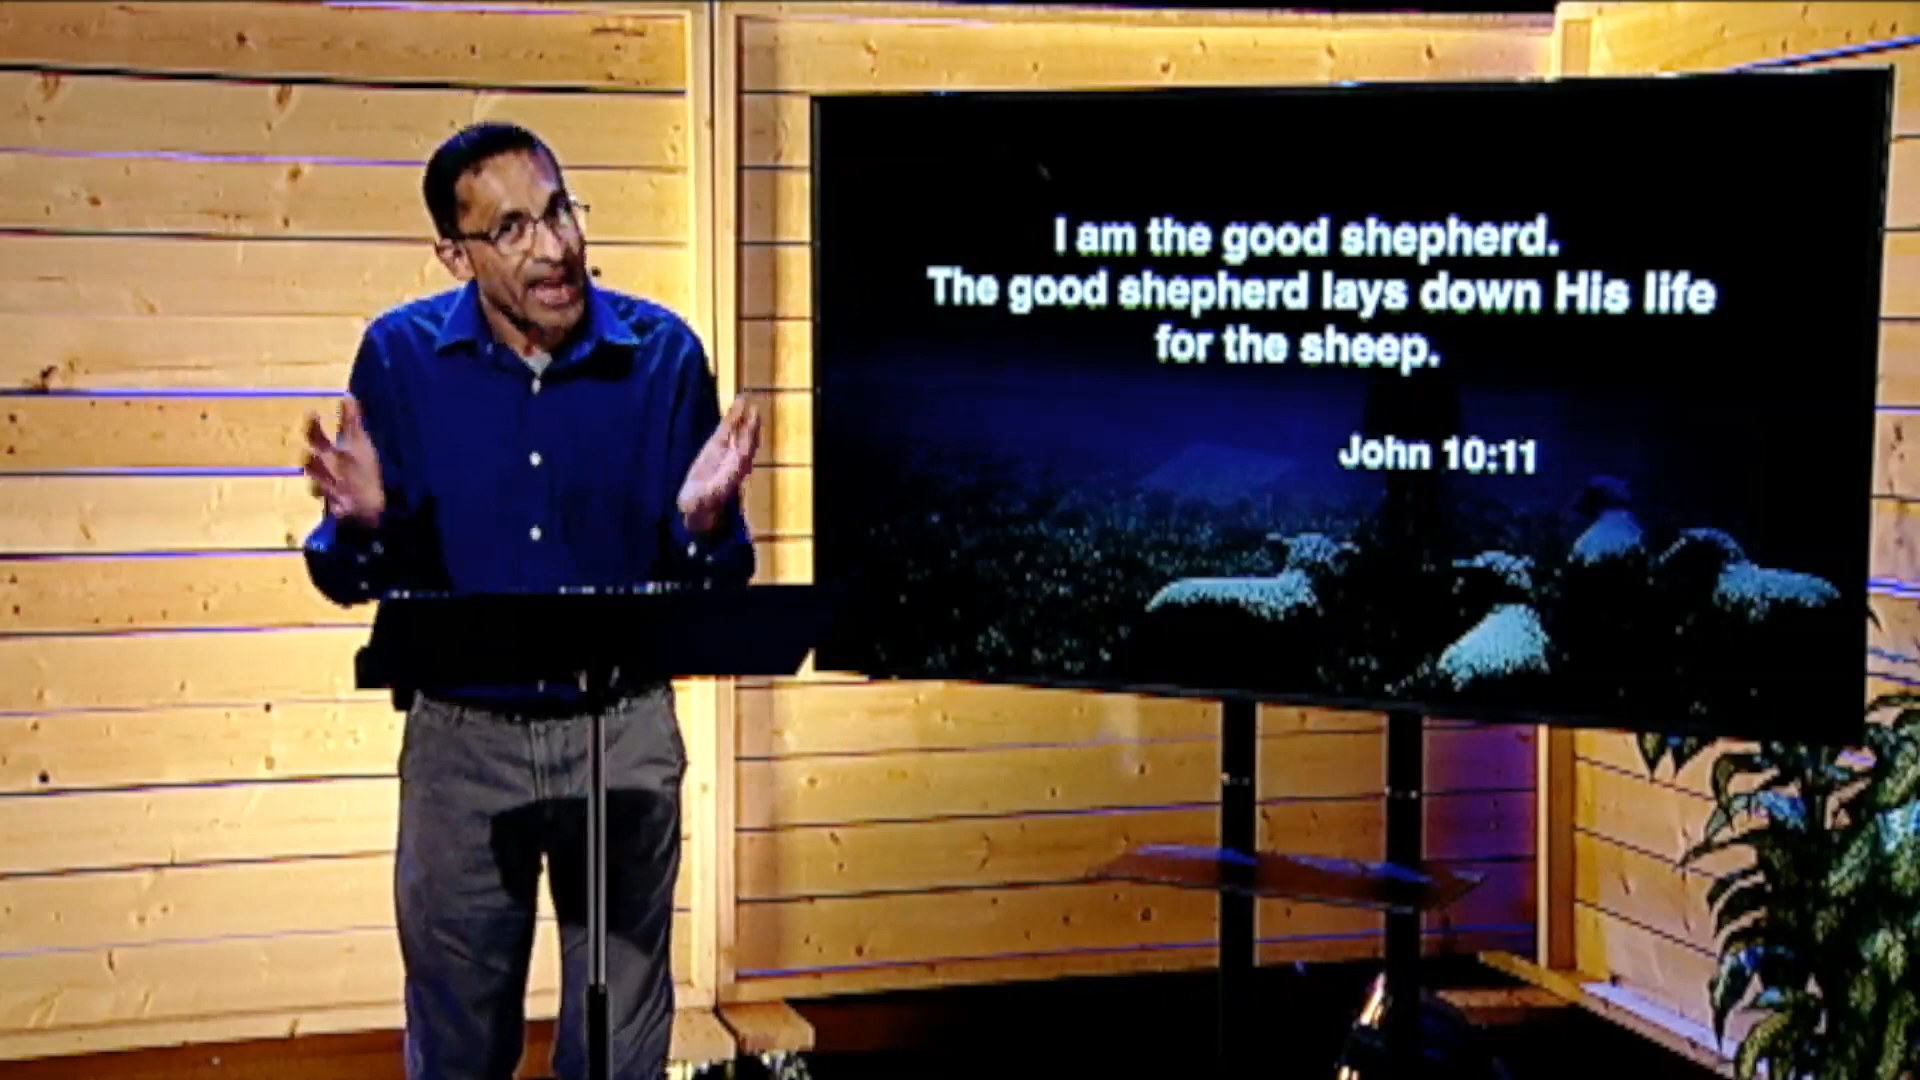 I am the good shepherd.
The good shepherd lays down His life
for the sheep.
John 10:11